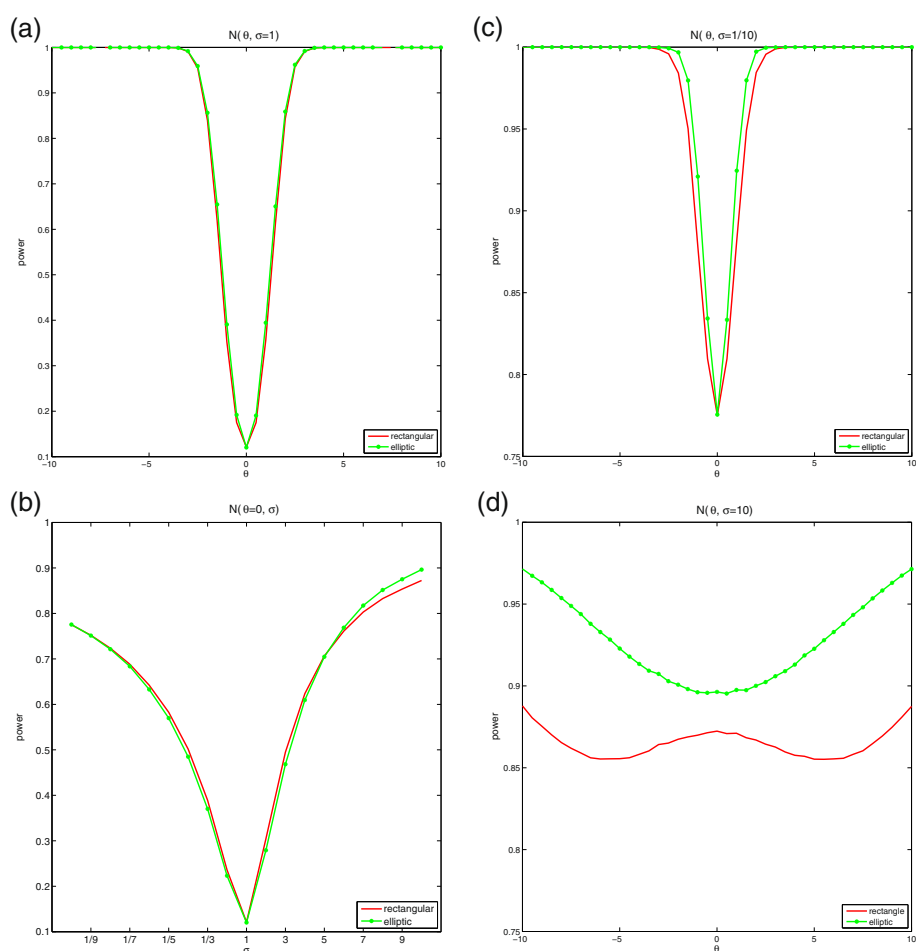 (a)
N( θ, σ=1)
1
0.9
0.8
0.7
0.6
0.5
0.4
0.3
0.2
0.1
power
−10
−5
0
5
10
θ
rectangular
elliptic
(c)
N( θ, σ=1/10)
1
0.95
0.9
0.85
0.8
0.75
power
−10
−5
0
5
10
θ
rectangular
elliptic
(b)
N( θ=0, σ)
1
0.9
0.8
0.7
0.6
0.5
0.4
0.3
0.2
0.1
power
1/9
1/7
1/5
1/3
1
3
5
7
9
σ
rectangular
elliptic
(d)
N( θ, σ=10)
1
0.95
0.9
0.85
0.8
0.75
power
−10
−5
0
5
10
θ
rectangle
elliptic